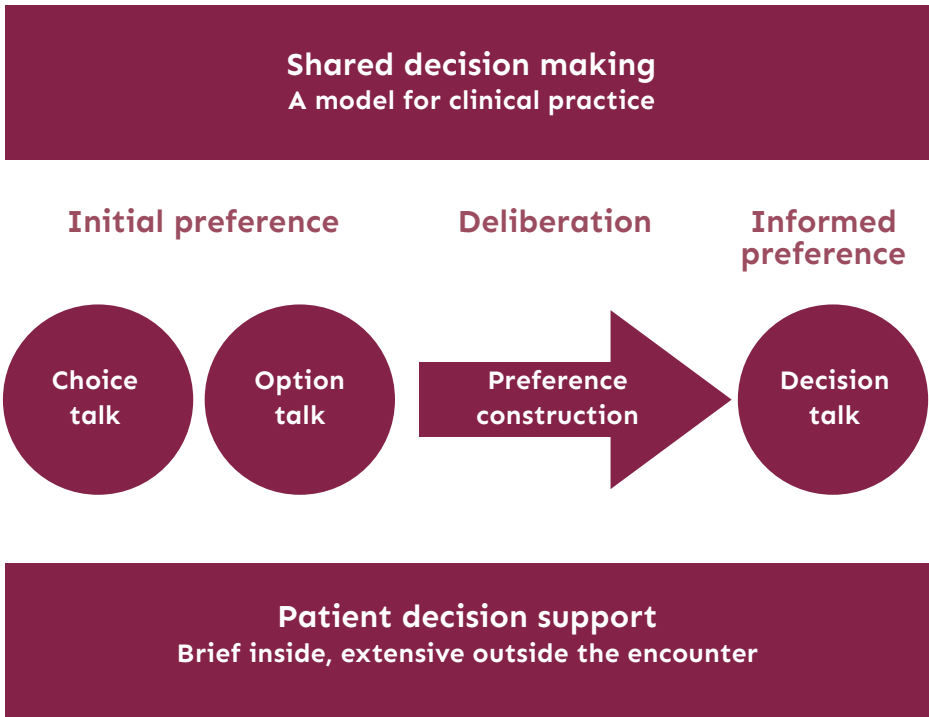 Shared decision making
A model for clinical practice
Initial preference
Deliberation
Informed
preference
Choice
talk
Option
talk
Preference
construction
Decision
talk
Patient decision support
Brief inside, extensive outside the encounter